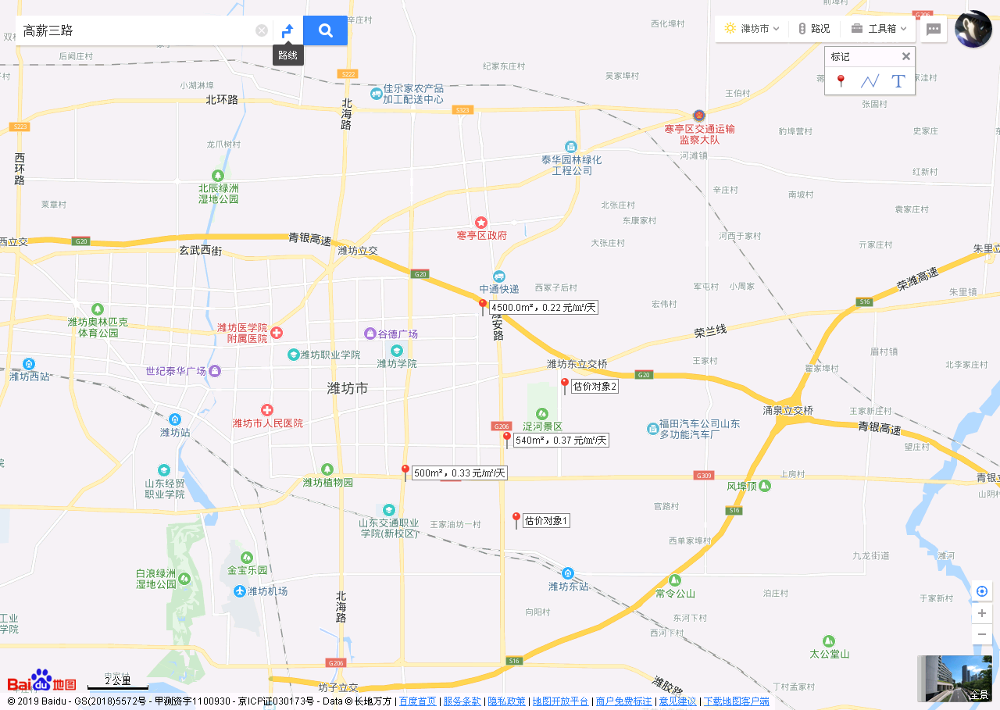 高薪三路
路线
潍坊市
路况
工具箱
标记
T
G206
辛庄村
西化埠村
后阙庄村
纪家东庄村
吴家埠村
S222
小湖淋埠
佳乐家农产品
加工配送中心
北环路
北海路
S323
王伯村
张固村
S223
寒亭区交通运输
监察大队
豹埠营村
史家庄
龙爪树村
泰华园林绿化
工程公司
河滩镇
西环路
红新村
北辰绿洲
湿地公园
辛庄村
南坡村
莱章村
北张庄村
东康家村
袁家庄村
寒亭区政府
大张庄村
河西于家村
亓家庄村
西立交
G20
青银高速
玄武西街
潍坊立交
朱里立
G20
中通快递
西冢子后村
军屯村
小周家
荣潍高速
朱里镇
S16
4500.0m²，0.22 元/㎡/天
宏伟村
潍坊奥林匹克
体育公园
潍坊医学院
附属医院
谷德广场
潍安路
荣兰线
潍坊职业学院
潍坊学院
潍坊东立交桥
王家村
眉村镇
北李家庄村
瞿家埠村
潍坊西站
世纪泰华广场
G20
潍坊市
估价对象2
涌泉立交桥
王家新庄村
潍坊市人民医院
潍坊站
浞河景区
G206
福田汽车公司山东
多功能汽车厂
青银高速
540m²，0.37 元/㎡/天
望庄村
500m²，0.33 元/㎡/天
G309
上房村
青银立
山东经贸
职业学院
潍坊植物园
风埠顶
山阴村
官路村
S16
山东交通职业
学院(新校区)
王家油坊一村
估价对象1
西单家埠村
九龙街道
潍河
白浪绿洲
湿地公园
金宝乐园
潍坊机场
潍坊东站
常令公山
泊庄村
于家新村
北海路
向阳村
东河下村
西河下村
工业
学院
太公堂山
G206
S16
坊子立交
潍胶路
丁村孟家村
2 公里
Bai du 地图
全景
© 2019 Baidu - GS(2018)5572号 - 甲测资字1100930 - 京ICP证030173号 - Data © 长地万方 | 百度首页 | 服务条款 | 隐私政策 | 地图开放平台 | 商户免费标注 | 意见建议 | 下载地图客户端